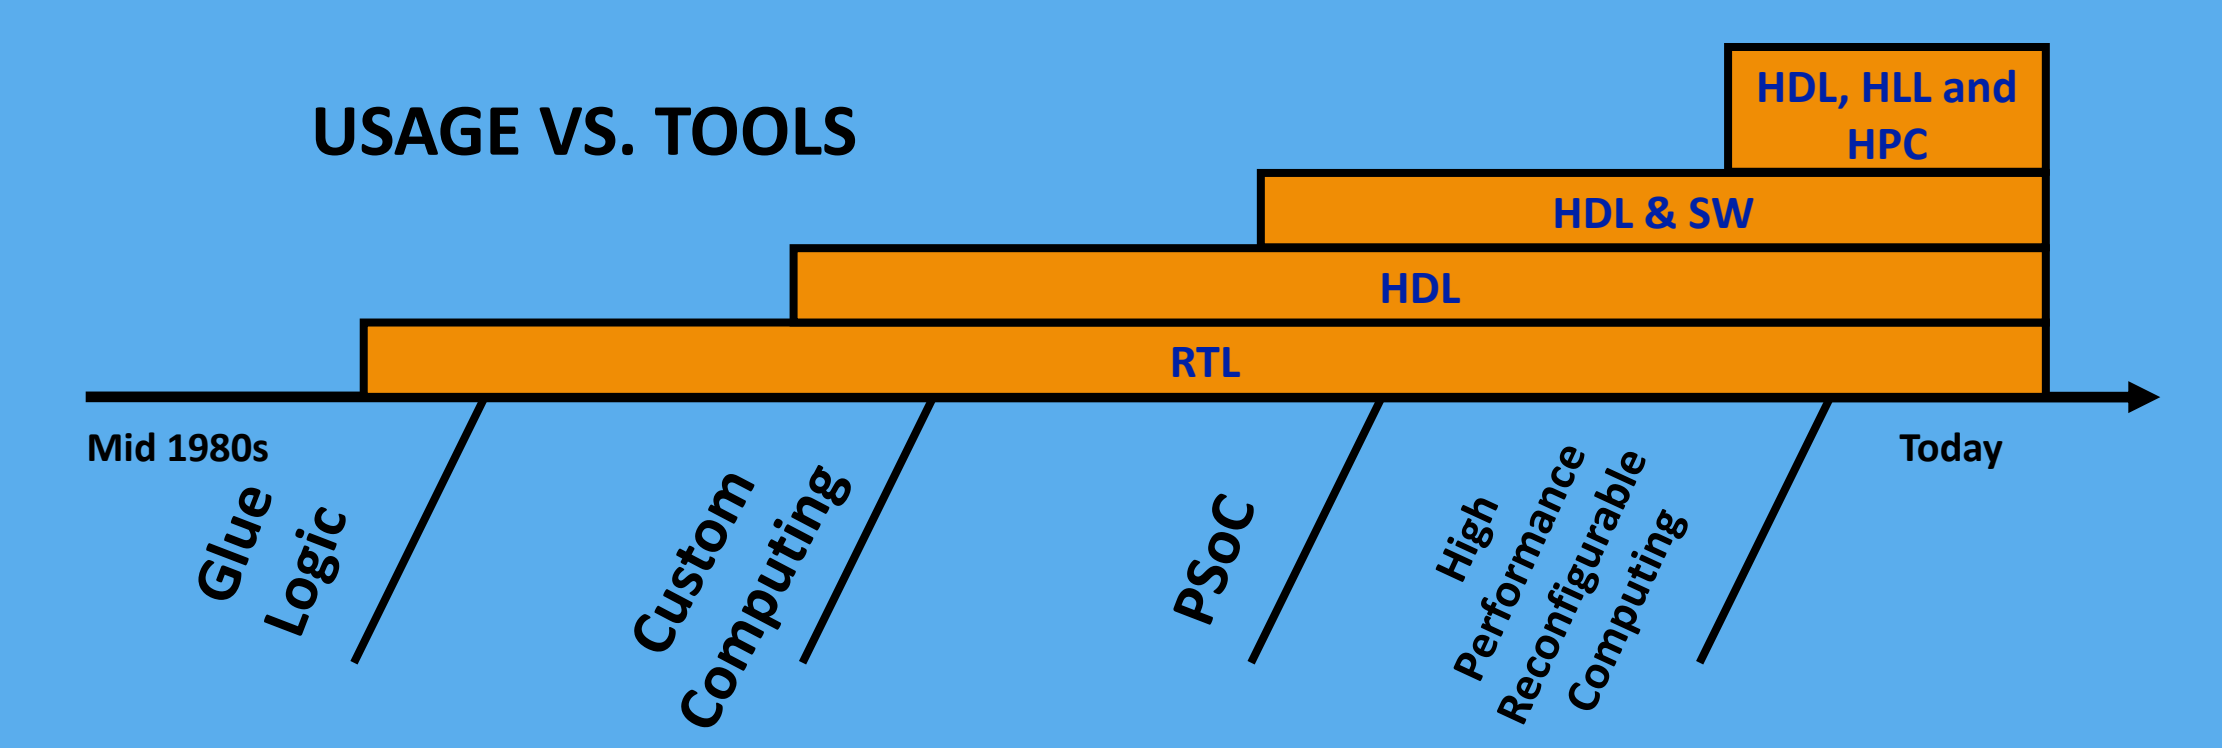 USAGE VS. TOOLS
HDL, HLL and
HPC
HDL & SW
HDL
RTL
Mid 1980s
Today
Glue
Logic
Custom
Computing
PSoC
High
Performance
Reconfigurable
Computing